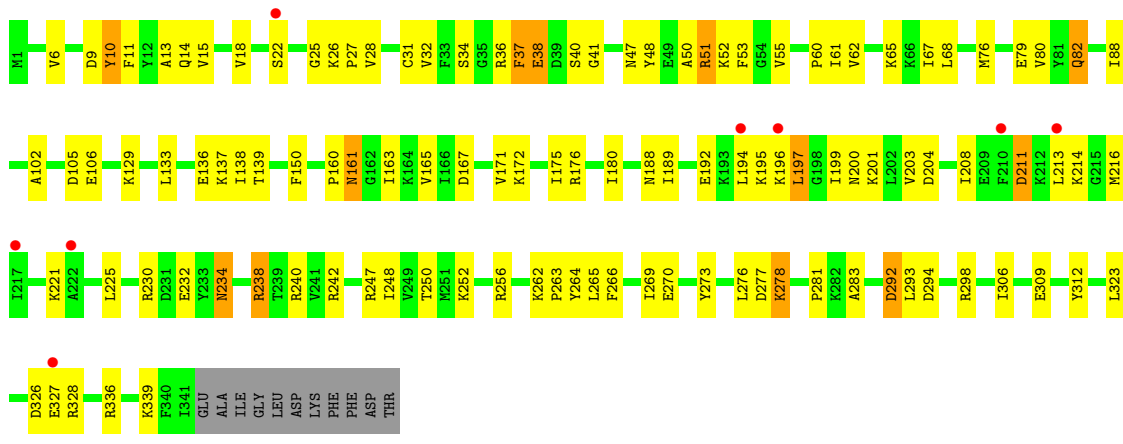 M1 V6 D9 Y10 F11 Y12 A13 Q14 V15 V18 S22 G25 K26 P27 V28 C31 V32 F33 S34 G35 R36 F37 E38 D39 S40 G41 N47 Y48 E49 A50 R51 K52 F53 G54 V55 P60 I61 V62 K65 K66 I67 L68 M76 E79 V80 Y81 Q82 I88
A102 D105 E106 K129 L133 E136 K137 I138 T139 F150 P160 N161 G162 I163 K164 V165 I166 D167 V171 K172 I175 R176 I180 N188 I189 E192 K193 L194 K195 K196 L197 G198 I199 N200 K201 L202 V203 D204 I208 E209 F210 D211 K212 L213 K214 G215 M216
I217 K221 A222 L225 R230 D231 E232 Y233 N234 R238 T239 R240 V241 R242 R247 I248 V249 T250 M251 K252 R256 K262 P263 Y264 L265 F266 I269 E270 Y273 L276 D277 K278 P281 K282 A283 D292 L293 D294 R298 I306 E309 Y312 L323
D326 E327 R328 R336 K339 F340 I341 GLU ALA ILE GLY LEU ASP LYS PHE PHE ASP THR